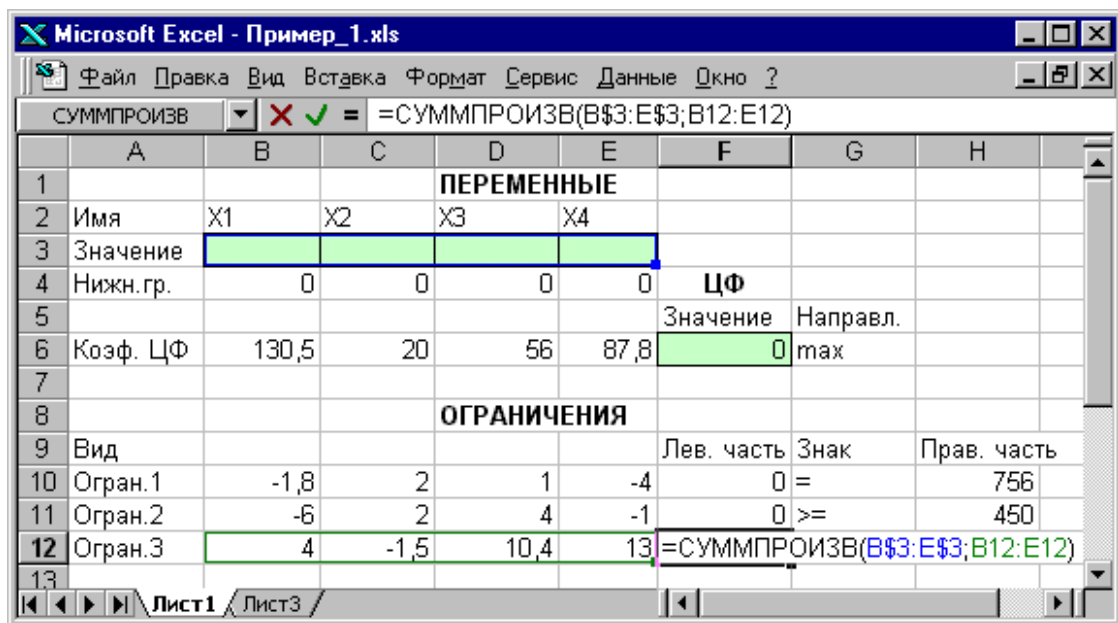 Microsoft Excel - Пример_1.xls
Файл Правка Вид Вставка Формат Сервис Данные Окно ?
СУММПРОИЗВ = =СУММПРОИЗВ(B$3:E$3;B12:E12)
A B C D E F G H
1 ПЕРЕМЕННЫЕ
2 Имя X1 X2 X3 X4
3 Значение
4 Нижн.гр. 0 0 0 0 ЦФ
5 Значение Направл.
6 Коэф. ЦФ 130,5 20 56 87,8 0 max
7
8 ОГРАНИЧЕНИЯ
9 Вид Лев. часть Знак Прав. часть
10 Огран.1 -1,8 2 1 -4 0 = 756
11 Огран.2 -6 2 4 -1 0 >= 450
12 Огран.3 4 -1,5 10,4 13 =СУММПРОИЗВ(B$3:E$3;B12:E12)
13
Лист1 Лист3